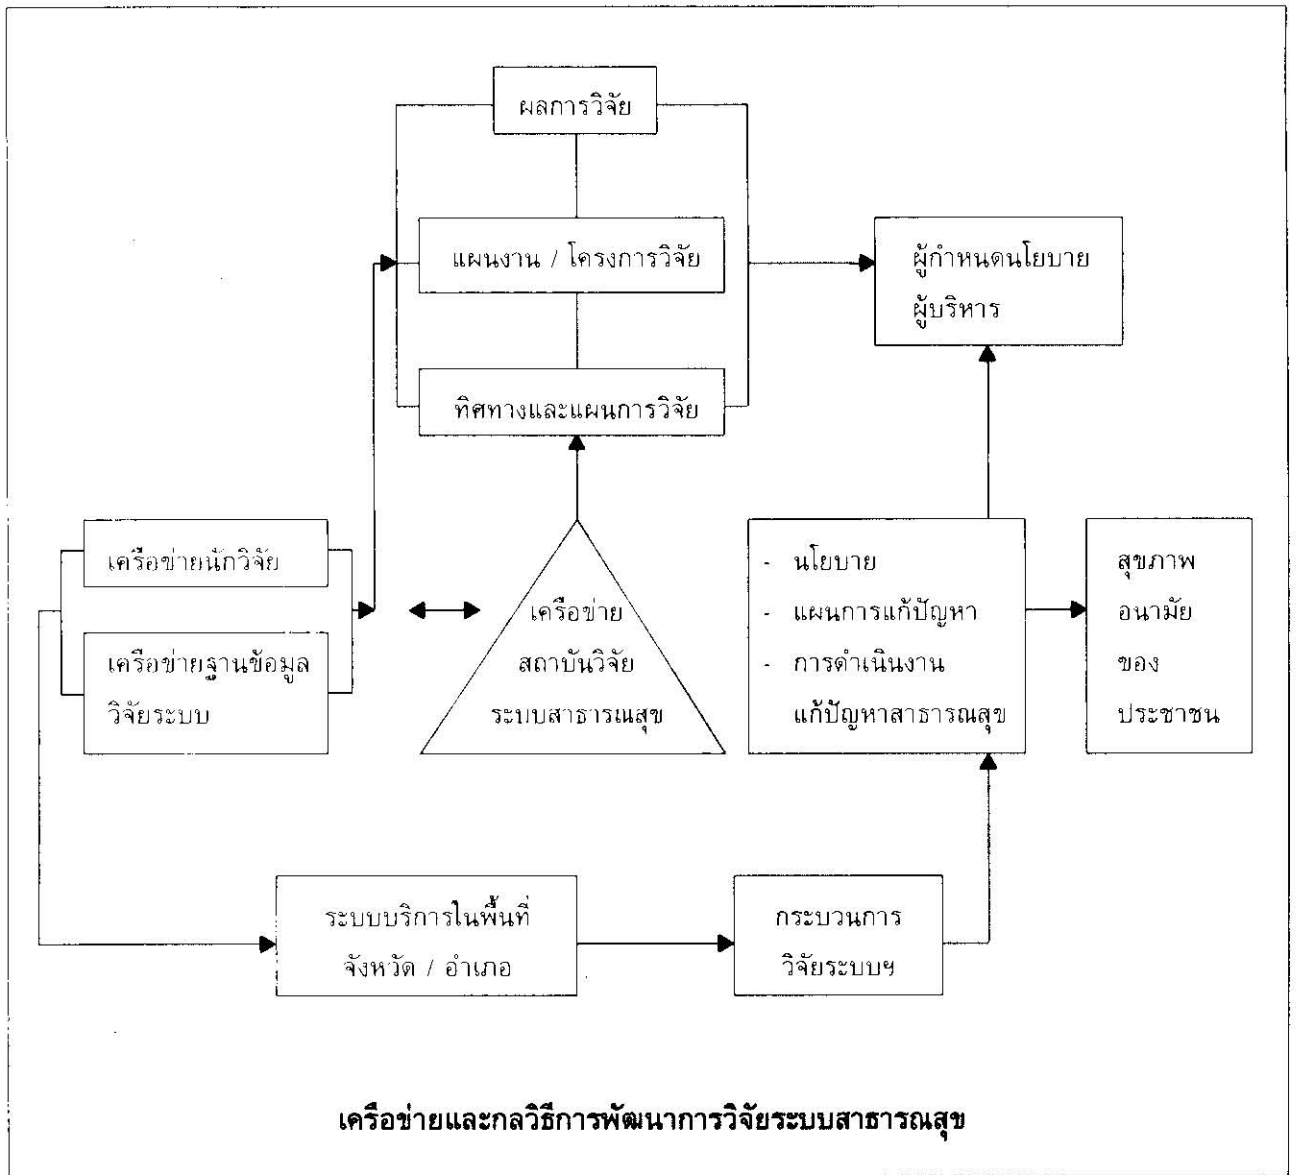 ผลการวิจัย
แผนงาน / โครงการวิจัย
ผู้กำหนดนโยบาย
ผู้บริหาร
ทิศทางและแผนการวิจัย
เครือข่ายนักวิจัย
เครือข่ายฐานข้อมูล
วิจัยระบบ
เครือข่าย
สถาบันวิจัย
ระบบสาธารณสุข
- นโยบาย
- แผนการแก้ปัญหา
- การดำเนินงาน
แก้ปัญหาสาธารณสุข
สุขภาพ
อนามัย
ของ
ประชาชน
ระบบบริการในพื้นที่
จังหวัด / อำเภอ
กระบวนการ
วิจัยระบบฯ
เครือข่ายและกลวิธีการพัฒนาการวิจัยระบบสาธารณสุข